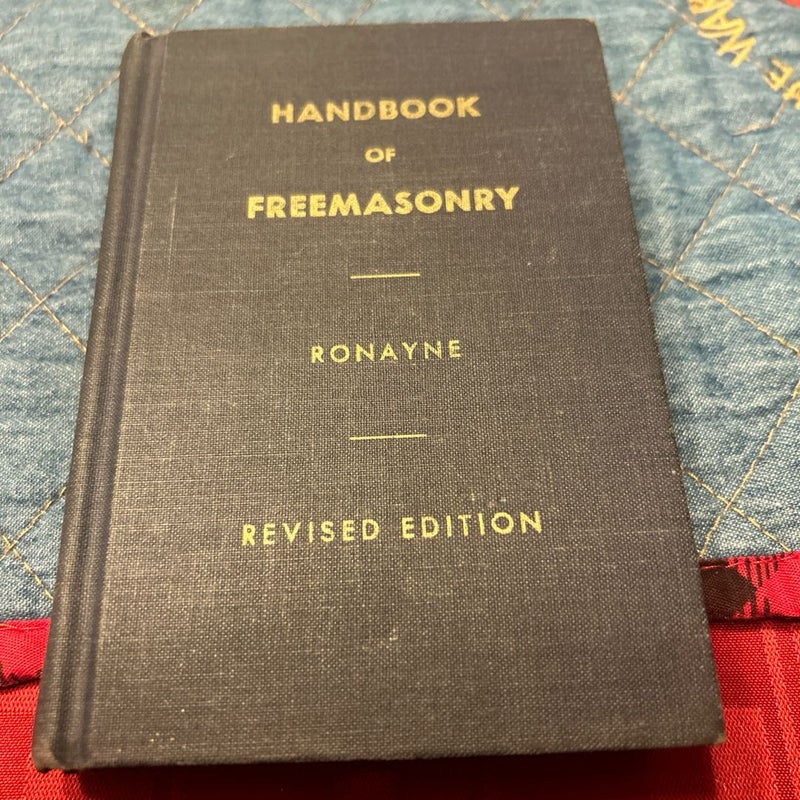 HANDBOOK
OF
FREEMASONRY
RONAYNE
REVISED EDITION